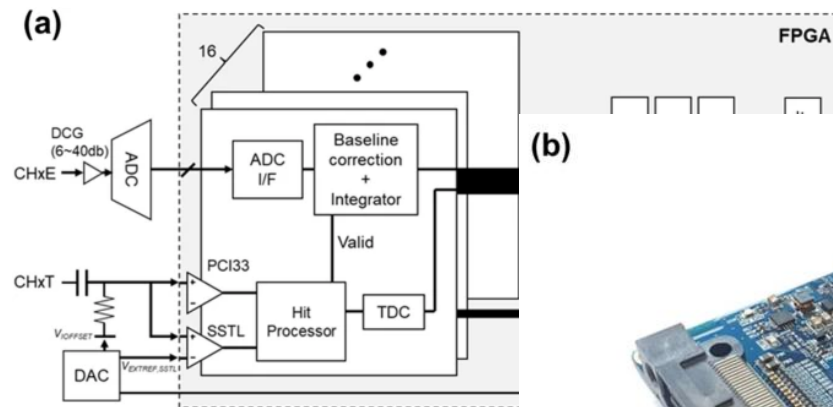 (a)
FPGA
16
DCG
(6~40db)
CHxE
ADC
ADC
I/F
Baseline
correction
+
Integrator
(b)
Valid
CHxT
PCI33
+
−
Hit
Processor
TDC
SSTL
+
−
VIOFFSET
VEXTREF,SSTL
DAC